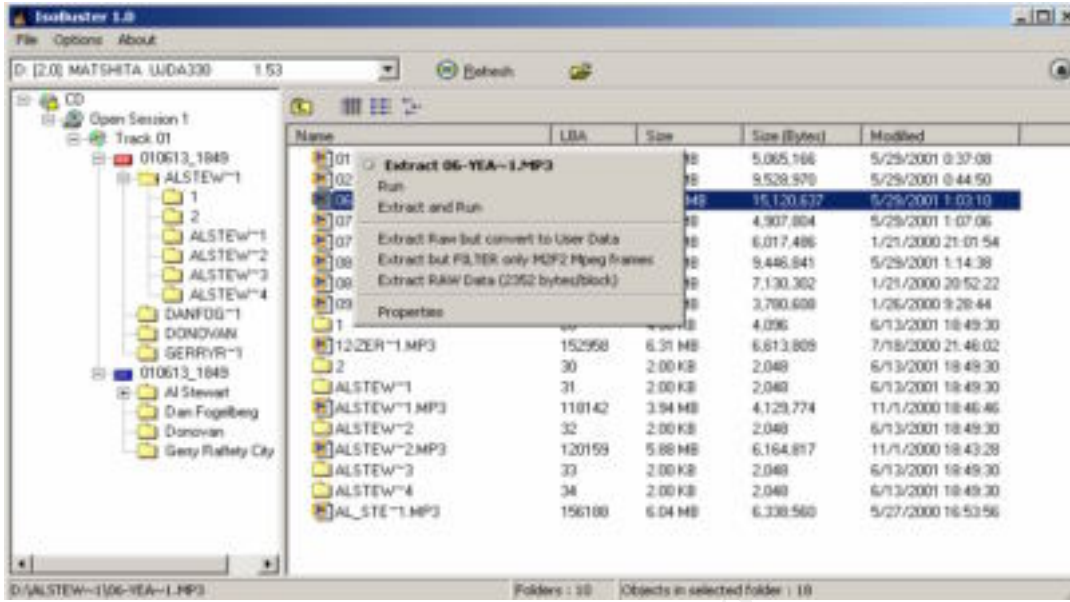 IsoBuster 1.0
File Options About
D: [2.0] MATSHITA UJDA330 1.53
Refresh
CD
Open Session 1
Track 01
010613_1849
ALSTEW~1
1
2
ALSTEW~1
ALSTEW~2
ALSTEW~3
ALSTEW~4
DANFOG~1
DONOVAN
GERRYR~1
010613_1849
Al Stewart
Dan Fogelberg
Donovan
Gerry Raffety City
Name LBA Size Size (Bytes) Modified
01 5,065,166 5/29/2001 0:37:08
02 9,528,970 5/29/2001 0:44:50
06 MB 15,120,637 5/29/2001 1:03:10
07 4,907,804 5/29/2001 1:07:06
07 6,017,486 1/21/2000 21:01:54
08 9,446,841 5/29/2001 1:14:38
08 7,130,302 1/21/2000 20:52:22
09 3,780,608 1/26/2000 9:28:44
1 4,096 6/13/2001 18:49:30
12-ZER~1.MP3 152958 6.31 MB 6,613,809 7/18/2000 21:46:02
2 30 2.00 KB 2,048 6/13/2001 18:49:30
ALSTEW~1 31 2.00 KB 2,048 6/13/2001 18:49:30
ALSTEW~1.MP3 118142 3.94 MB 4,129,774 11/1/2000 18:46:46
ALSTEW~2 32 2.00 KB 2,048 6/13/2001 18:49:30
ALSTEW~2.MP3 120159 5.88 MB 6,164,817 11/1/2000 18:43:28
ALSTEW~3 33 2.00 KB 2,048 6/13/2001 18:49:30
ALSTEW~4 34 2.00 KB 2,048 6/13/2001 18:49:30
AL_STE~1.MP3 156188 6.04 MB 6,338,560 5/27/2000 16:53:56
Extract 06-YEA~1.MP3
Run
Extract and Run
Extract Raw but convert to User Data
Extract but FILTER only M2F2 Mpeg frames
Extract RAW Data (2352 bytes/block)
Properties
D:\ALSTEW~1\06-YEA~1.MP3 Folders : 10 Objects in selected folder : 18